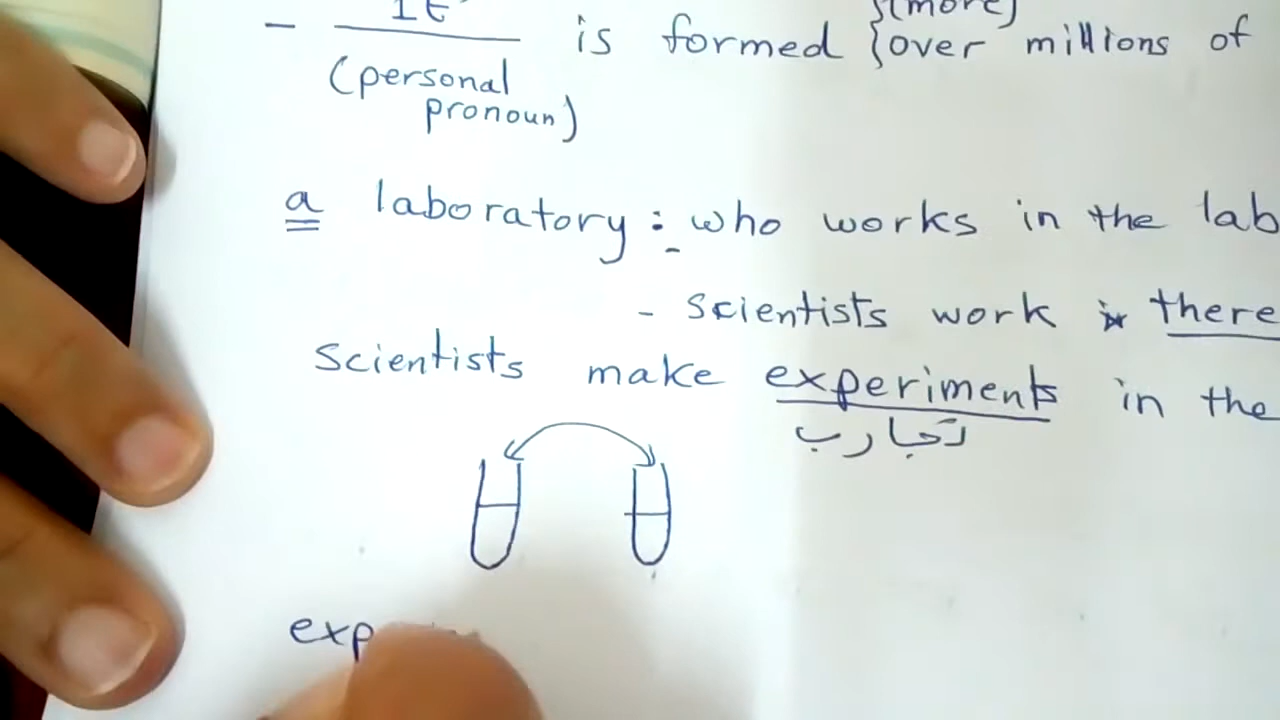 - It is formed {over millions of
(personal
pronoun)
(more)
a laboratory: who works in the lab
- Scientists work there
Scientists make experiments in the
تجارب
exp